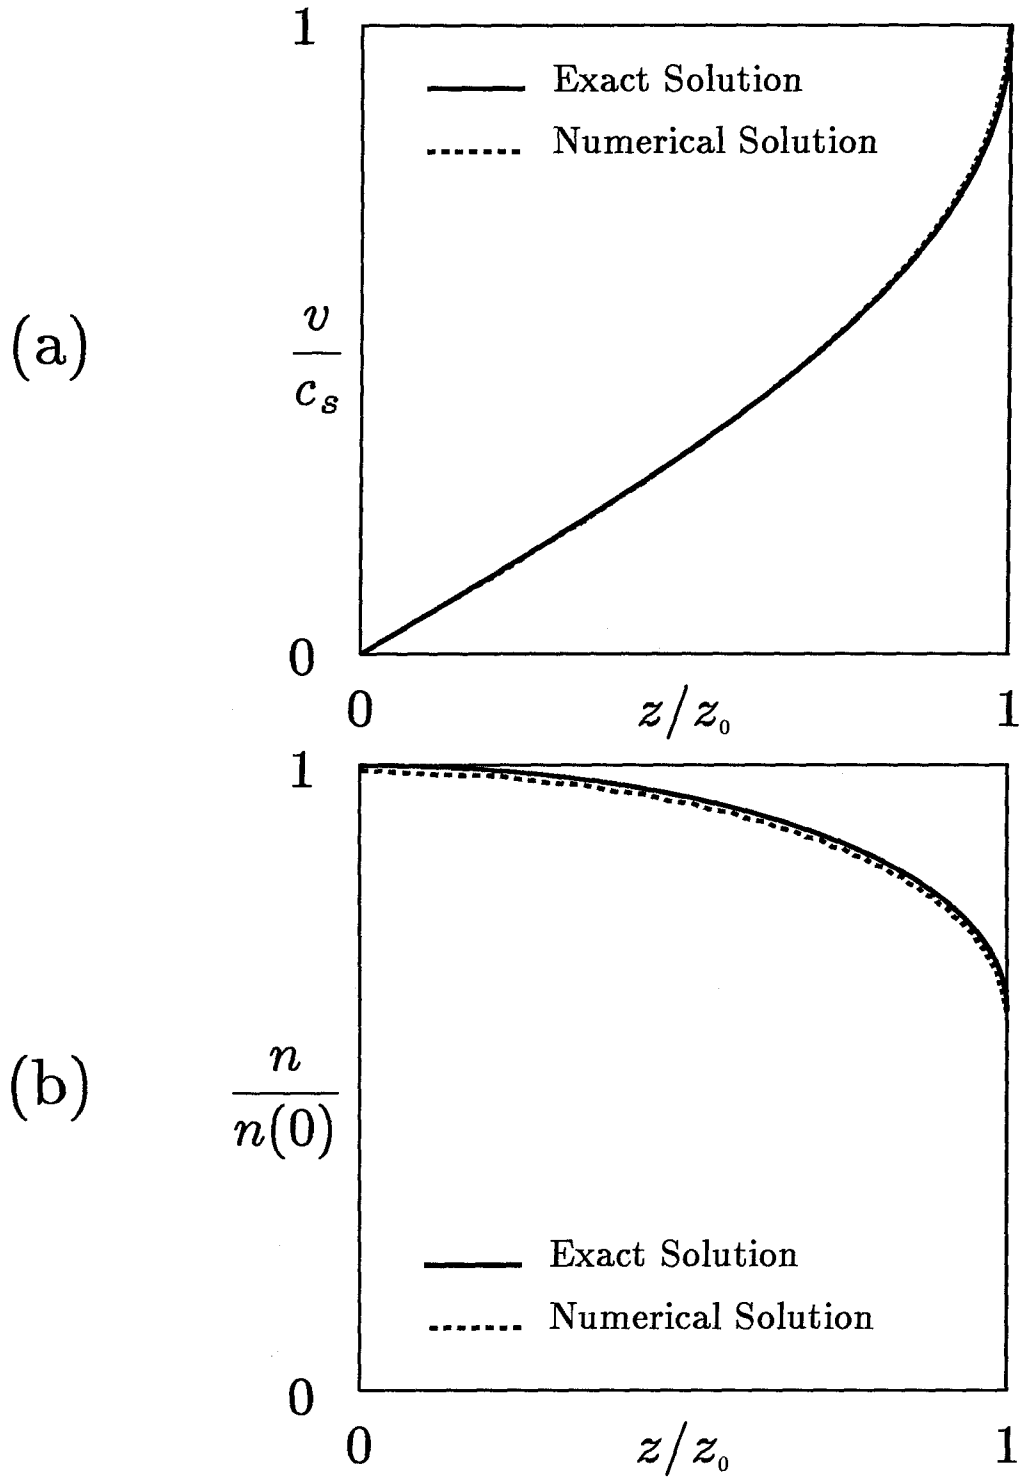 (a)
1
Exact Solution
Numerical Solution
v
c_s
0
0
z/z_0
1
(b)
1
n
n(0)
Exact Solution
Numerical Solution
0
0
z/z_0
1